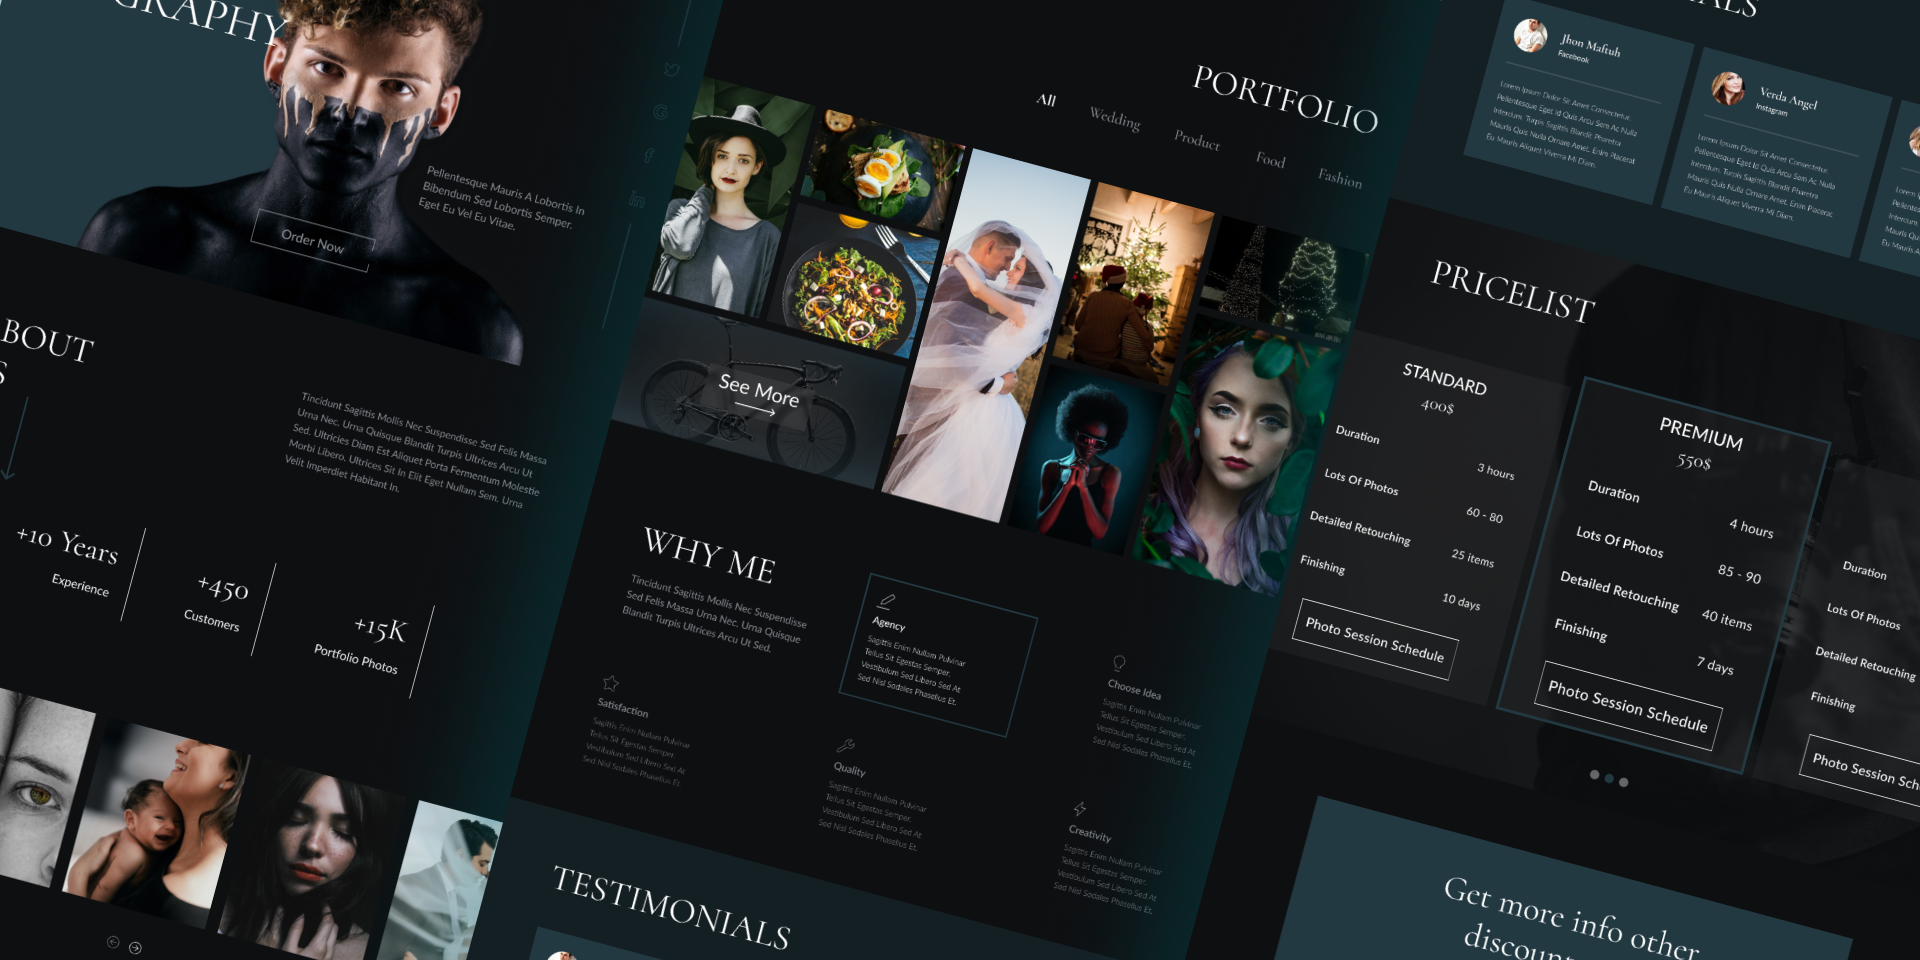 GRAPHY
Pellentesque Mauris A Lobortis In
Bibendum Sed Lobortis Semper.
Eget Eu Vel Eu Vitae.
Order Now
BOUT
S
Tincidunt Sagittis Mollis Nec Suspendisse Sed Felis Massa
Urna Nec. Urna Quisque Blandit Turpis Ultrices Arcu Ut
Sed. Ultricies Diam Est Aliquet Porta Fermentum Molestie
Morbi Libero. Ultrices Sit In Elit Eget Nullam Sem. Urna
Velit Imperdiet Habitant In.
+10 Years
Experience
+450
Customers
+15K
Portfolio Photos
PORTFOLIO
All
Wedding
Product
Food
Fashion
See More
WHY ME
Tincidunt Sagittis Mollis Nec Suspendisse
Sed Felis Massa Urna Nec. Urna Quisque
Blandit Turpis Ultrices Arcu Ut Sed.
Agency
Sagittis Enim Nullam Pulvinar
Tellus Sit Egestas Semper.
Vestibulum Sed Libero Sed At
Sed Nisl Sodales Phasellus Et.
Choose Idea
Sagittis Enim Nullam Pulvinar
Tellus Sit Egestas Semper.
Vestibulum Sed Libero Sed At
Sed Nisl Sodales Phasellus Et.
Satisfaction
Sagittis Enim Nullam Pulvinar
Tellus Sit Egestas Semper.
Vestibulum Sed Libero Sed At
Sed Nisl Sodales Phasellus Et.
Quality
Sagittis Enim Nullam Pulvinar
Tellus Sit Egestas Semper.
Vestibulum Sed Libero Sed At
Sed Nisl Sodales Phasellus Et.
Creativity
Sagittis Enim Nullam Pulvinar
Tellus Sit Egestas Semper.
Vestibulum Sed Libero Sed At
Sed Nisl Sodales Phasellus Et.
TESTIMONIALS
ALS
Jhon Maftuh
Facebook
Lorem Ipsum Dolor Sit Amet Consectetur.
Pellentesque Eget Id Quis Arcu Sem Ac Nulla
Interdum. Turpis Sagittis Blandit Pharetra
Mauris Quis Nulla Ornare Amet. Enim Placerat
Eu Mauris Aliquet Viverra Mi Diam.
Verda Angel
Instagram
Lorem Ipsum Dolor Sit Amet Consectetur.
Pellentesque Eget Id Quis Arcu Sem Ac Nulla
Interdum. Turpis Sagittis Blandit Pharetra
Mauris Quis Nulla Ornare Amet. Enim Placerat
Eu Mauris Aliquet Viverra Mi Diam.
Lorem
Pellente
Interdum
Mauris Qu
Eu Mauris A
PRICELIST
STANDARD
400$
Duration
3 hours
Lots Of Photos
60 - 80
Detailed Retouching
25 items
Finishing
10 days
Photo Session Schedule
PREMIUM
550$
Duration
4 hours
Lots Of Photos
85 - 90
Detailed Retouching
40 items
Finishing
7 days
Photo Session Schedule
Duration
Lots Of Photos
Detailed Retouching
Finishing
Photo Session Sch
Get more info other
discount